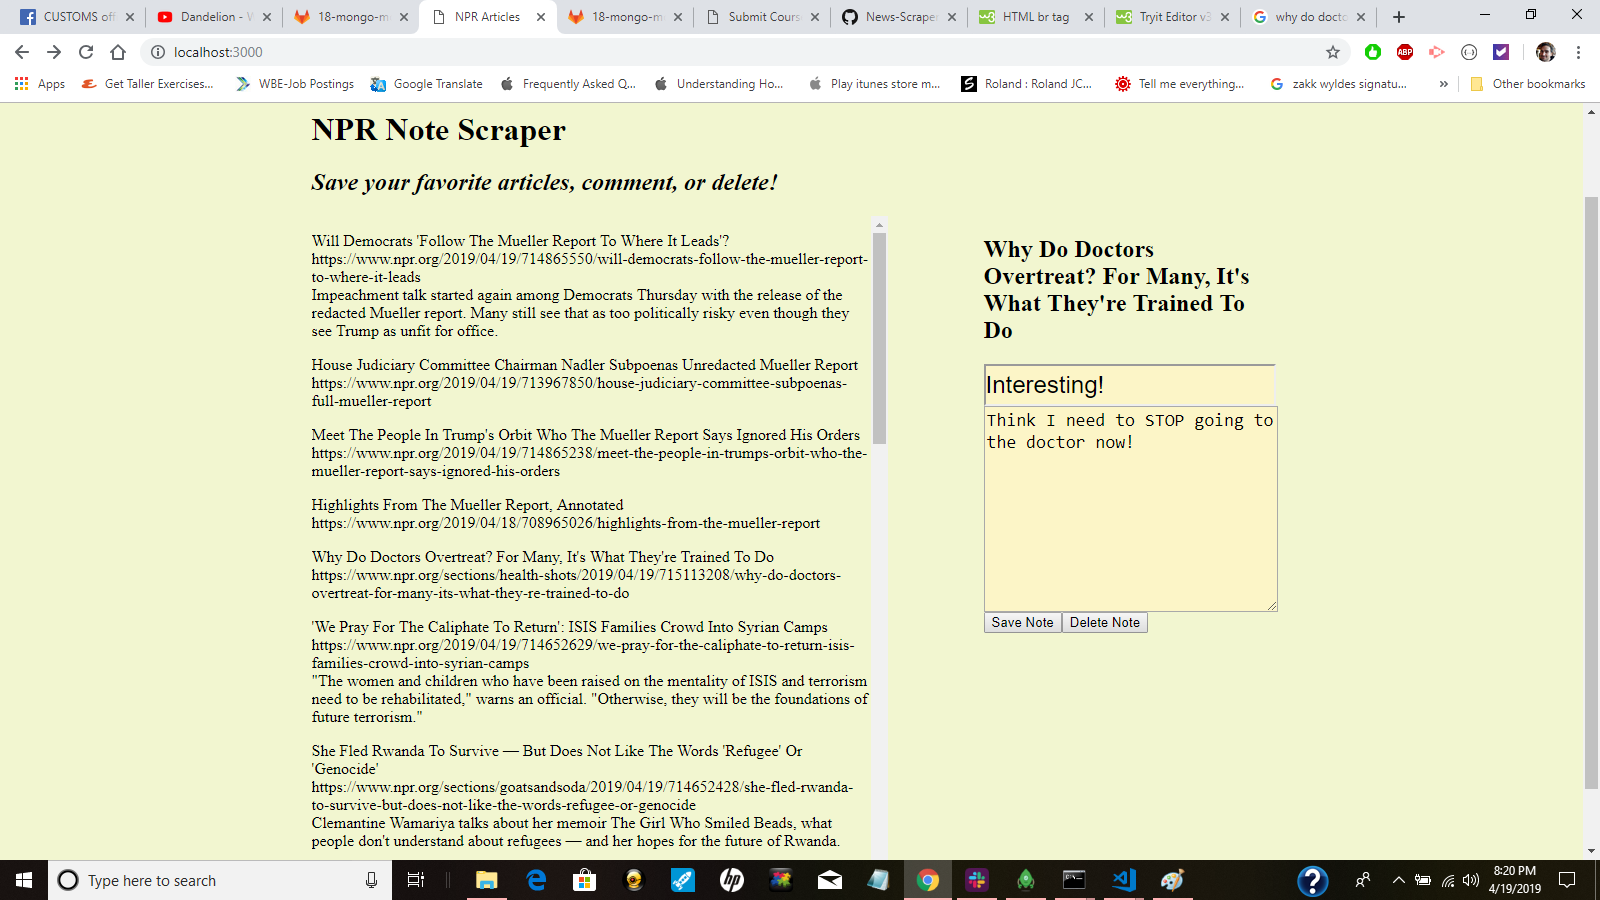 CUSTOMS off
Dandelion - W
18-mongo-m
NPR Articles
18-mongo-m
Submit Cours
News-Scraper
HTML br tag
Tryit Editor v3
why do docto
localhost:3000
ABP
Apps
Get Taller Exercises...
WBE-Job Postings
Google Translate
Frequently Asked Q...
Understanding Ho...
Play itunes store m...
Roland : Roland JC...
Tell me everything...
zakk wyldes signatu...
»
Other bookmarks
NPR Note Scraper
Save your favorite articles, comment, or delete!
Will Democrats 'Follow The Mueller Report To Where It Leads'?
https://www.npr.org/2019/04/19/714865550/will-democrats-follow-the-mueller-report-
to-where-it-leads
Impeachment talk started again among Democrats Thursday with the release of the
redacted Mueller report. Many still see that as too politically risky even though they
see Trump as unfit for office.
House Judiciary Committee Chairman Nadler Subpoenas Unredacted Mueller Report
https://www.npr.org/2019/04/19/713967850/house-judiciary-committee-subpoenas-
full-mueller-report
Meet The People In Trump's Orbit Who The Mueller Report Says Ignored His Orders
https://www.npr.org/2019/04/19/714865238/meet-the-people-in-trumps-orbit-who-the-
mueller-report-says-ignored-his-orders
Highlights From The Mueller Report, Annotated
https://www.npr.org/2019/04/18/708965026/highlights-from-the-mueller-report
Why Do Doctors Overtreat? For Many, It's What They're Trained To Do
https://www.npr.org/sections/health-shots/2019/04/19/715113208/why-do-doctors-
overtreat-for-many-its-what-they-re-trained-to-do
'We Pray For The Caliphate To Return': ISIS Families Crowd Into Syrian Camps
https://www.npr.org/2019/04/19/714652629/we-pray-for-the-caliphate-to-return-isis-
families-crowd-into-syrian-camps
"The women and children who have been raised on the mentality of ISIS and terrorism
need to be rehabilitated," warns an official. "Otherwise, they will be the foundations of
future terrorism."
She Fled Rwanda To Survive — But Does Not Like The Words 'Refugee' Or
'Genocide'
https://www.npr.org/sections/goatsandsoda/2019/04/19/714652428/she-fled-rwanda-
to-survive-but-does-not-like-the-words-refugee-or-genocide
Clemantine Wamariya talks about her memoir The Girl Who Smiled Beads, what
people don't understand about refugees — and her hopes for the future of Rwanda.
Why Do Doctors
Overtreat? For Many, It's
What They're Trained To
Do
Interesting!
Think I need to STOP going to
the doctor now!
Save Note
Delete Note
Type here to search
hp
8:20 PM
4/19/2019